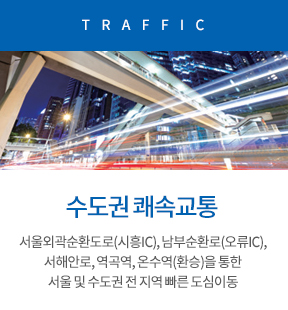 TRAFFIC
수도권 쾌속교통
서울외곽순환도로(시흥IC), 남부순환로(오류IC),
서해안로, 역곡역, 온수역(환승)을 통한
서울 및 수도권 전 지역 빠른 도심이동